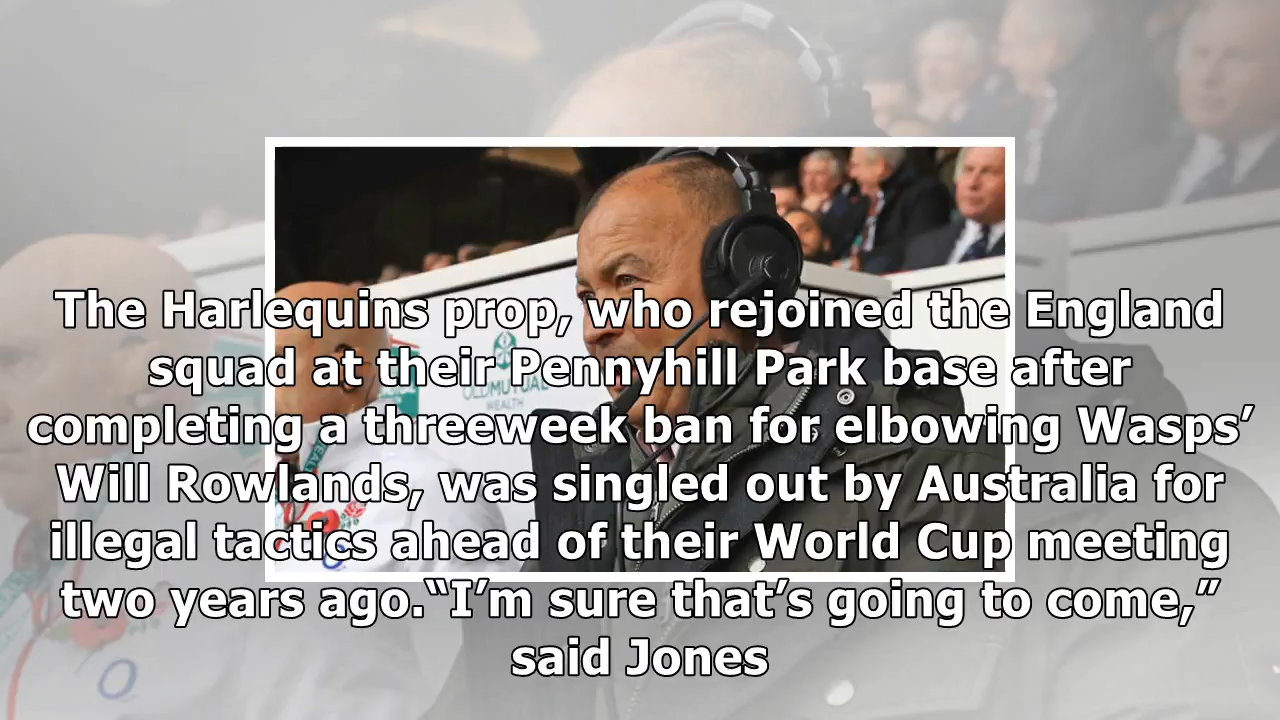 The Harlequins prop, who rejoined the England
squad at their Pennyhill Park base after
completing a threeweek ban for elbowing Wasps’
Will Rowlands, was singled out by Australia for
illegal tactics ahead of their World Cup meeting
two years ago.“I’m sure that’s going to come,”
said Jones
OLDMUTUAL
WEALTH